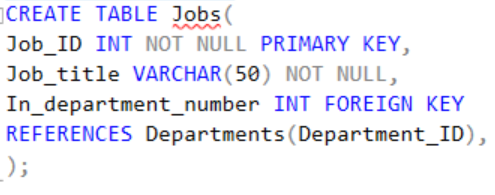 CREATE TABLE Jobs(
Job_ID INT NOT NULL PRIMARY KEY,
Job_title VARCHAR(50) NOT NULL,
In_department_number INT FOREIGN KEY
REFERENCES Departments(Department_ID),
);